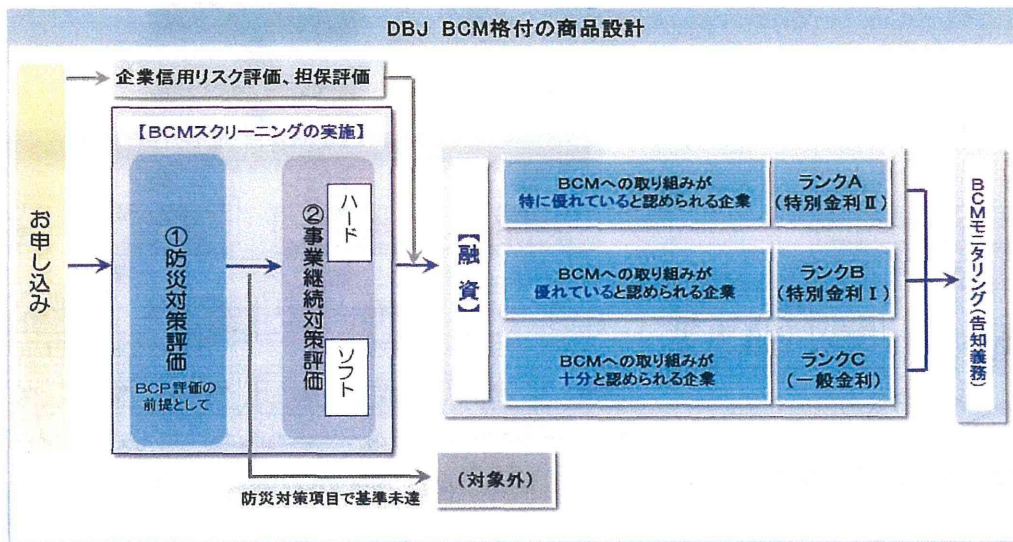 DBJ BCM格付の商品設計
企業信用リスク評価、担保評価
【BCMスクリーニングの実施】
お申し込み
①防災対策評価
BCP評価の
前提として
②事業継続対策評価
ハード
ソフト
【融資】
BCMへの取り組みが
特に優れていると認められる企業
ランクA
(特別金利Ⅱ)
BCMへの取り組みが
優れていると認められる企業
ランクB
(特別金利Ⅰ)
BCMへの取り組みが
十分と認められる企業
ランクC
(一般金利)
BCMモニタリング(告知義務)
防災対策項目で基準未達
(対象外)